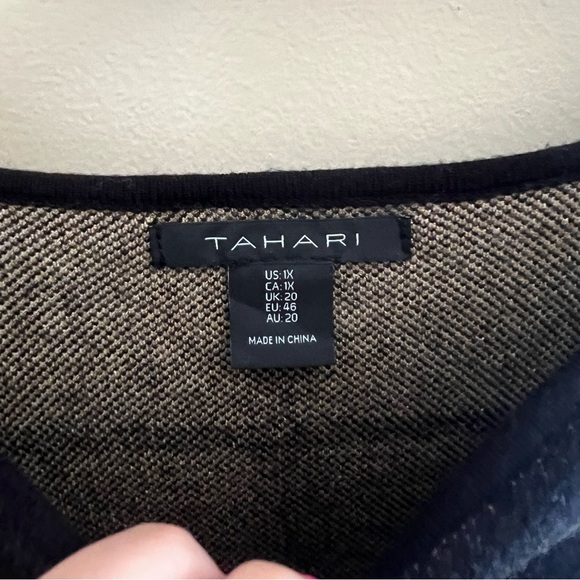 TAHARI
US: 1X
CA: 1X
UK: 20
EU: 46
AU: 20
MADE IN CHINA